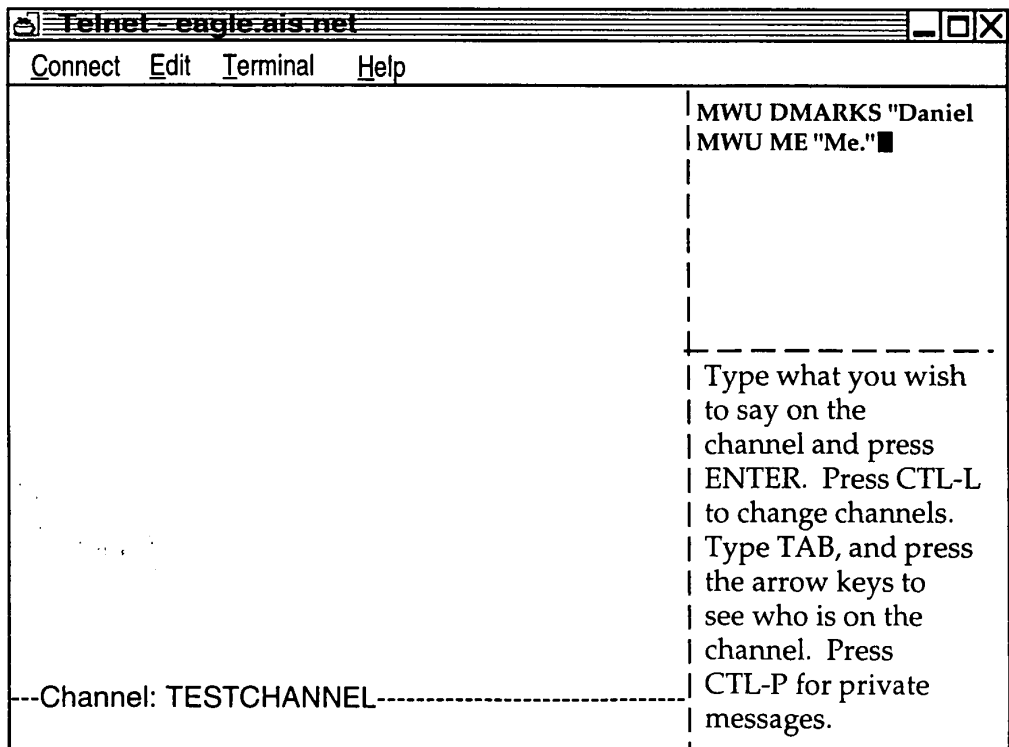 Telnet - eagle.ais.net
Connect Edit Terminal Help
MWU DMARKS "Daniel
MWU ME "Me."
Type what you wish
to say on the
channel and press
ENTER. Press CTL-L
to change channels.
Type TAB, and press
the arrow keys to
see who is on the
channel. Press
CTL-P for private
messages.
---Channel: TESTCHANNEL--------------------------------